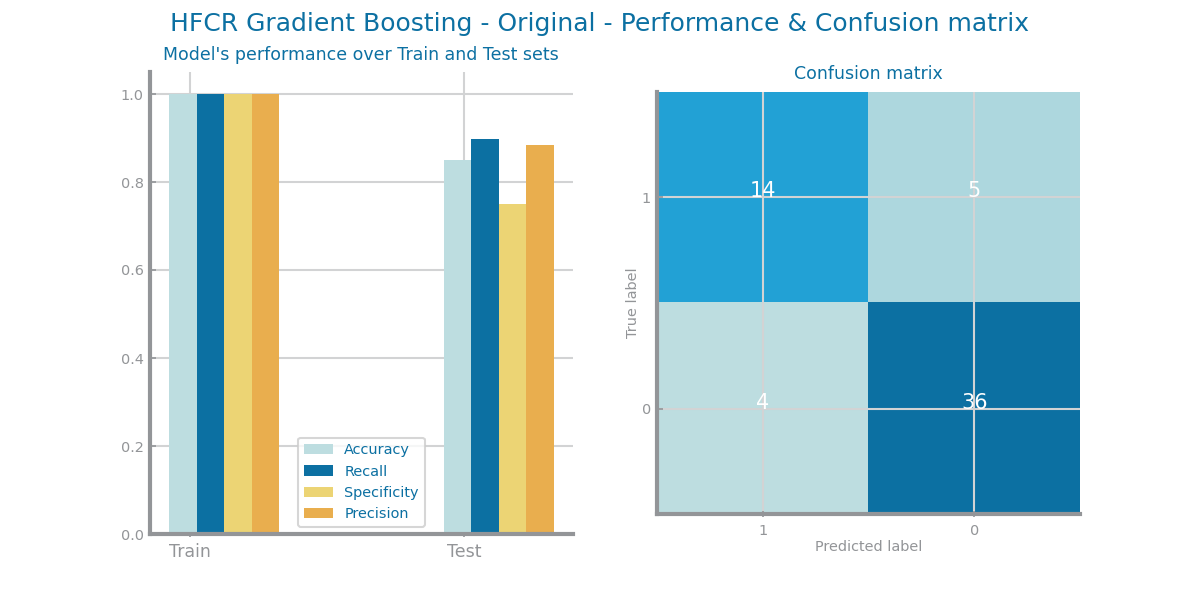 HFCR Gradient Boosting - Original - Performance & Confusion matrix
Model's performance over Train and Test sets
1.0
0.8
0.6
0.4
0.2
0.0
Accuracy
Recall
Specificity
Precision
Train
Test
Confusion matrix
True label
1
0
14
5
4
36
1
0
Predicted label